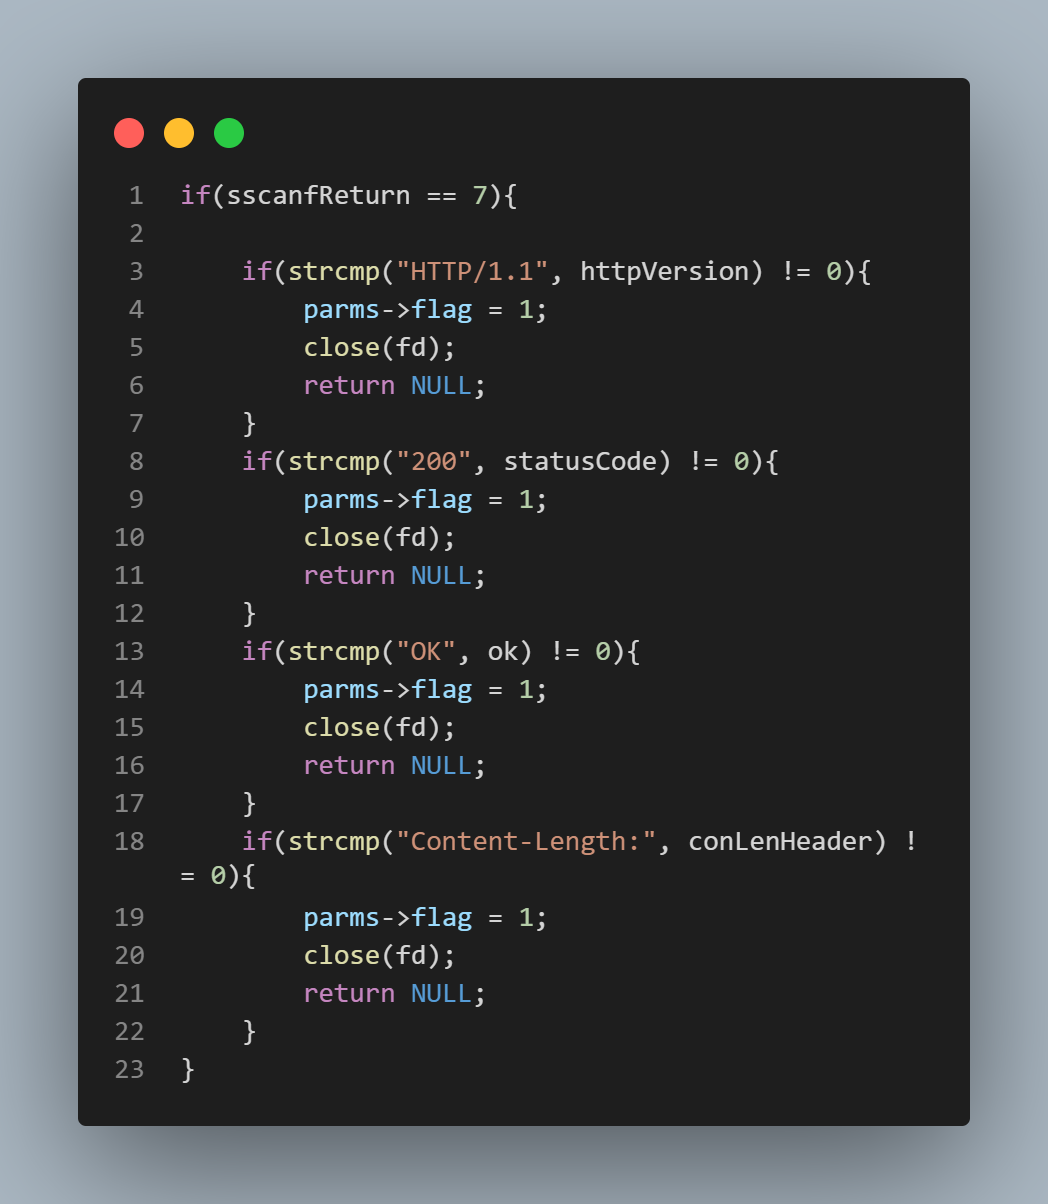 1 if(sscanfReturn == 7){
2
3     if(strcmp("HTTP/1.1", httpVersion) != 0){
4         parms->flag = 1;
5         close(fd);
6         return NULL;
7     }
8     if(strcmp("200", statusCode) != 0){
9         parms->flag = 1;
10         close(fd);
11         return NULL;
12     }
13     if(strcmp("OK", ok) != 0){
14         parms->flag = 1;
15         close(fd);
16         return NULL;
17     }
18     if(strcmp("Content-Length:", conLenHeader) !
= 0){
19         parms->flag = 1;
20         close(fd);
21         return NULL;
22     }
23 }